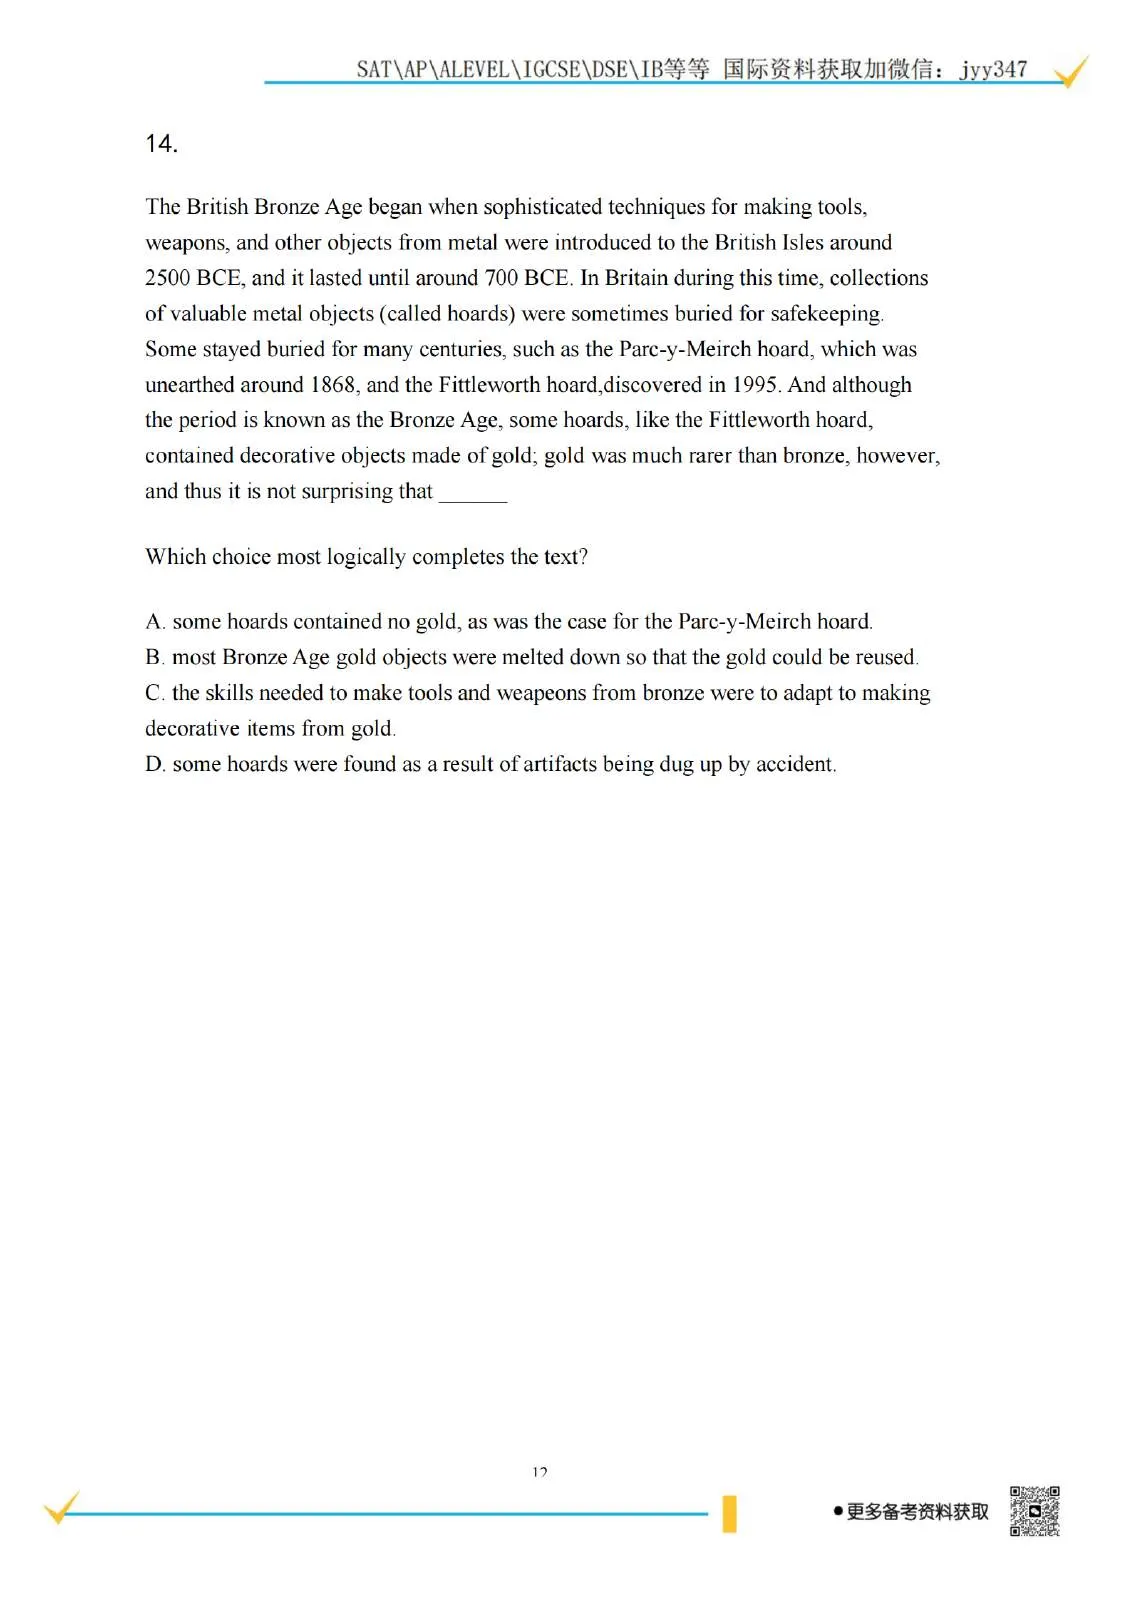 SAT\AP\ALEVEL\IGCSE\DSE\IB等等 国际资料获取加微信：jyy347
14.
The British Bronze Age began when sophisticated techniques for making tools,
weapons, and other objects from metal were introduced to the British Isles around
2500 BCE, and it lasted until around 700 BCE. In Britain during this time, collections
of valuable metal objects (called hoards) were sometimes buried for safekeeping.
Some stayed buried for many centuries, such as the Parc-y-Meirch hoard, which was
unearthed around 1868, and the Fittleworth hoard,discovered in 1995. And although
the period is known as the Bronze Age, some hoards, like the Fittleworth hoard,
contained decorative objects made of gold; gold was much rarer than bronze, however,
and thus it is not surprising that ______
Which choice most logically completes the text?
A. some hoards contained no gold, as was the case for the Parc-y-Meirch hoard.
B. most Bronze Age gold objects were melted down so that the gold could be reused.
C. the skills needed to make tools and weapeons from bronze were to adapt to making
decorative items from gold.
D. some hoards were found as a result of artifacts being dug up by accident.
12
●更多备考资料获取